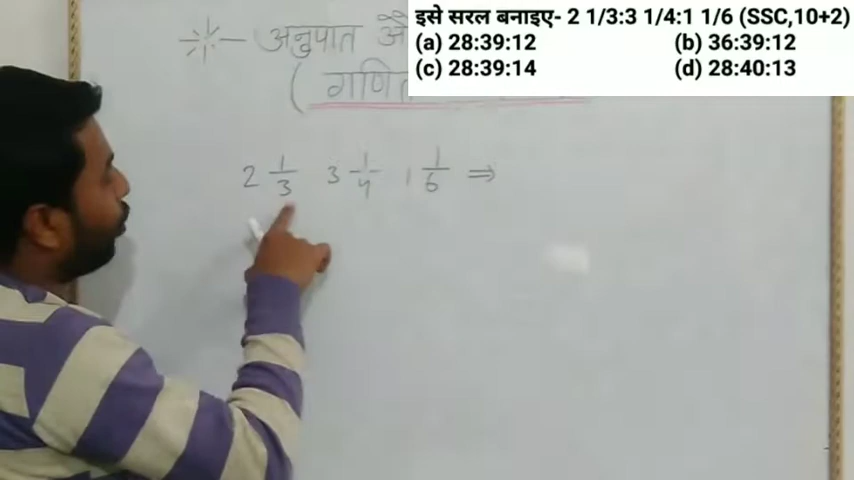 इसे सरल बनाइए- 2 1/3:3 1/4:1 1/6 (SSC,10+2)
(a) 28:39:12 (b) 36:39:12
(c) 28:39:14 (d) 28:40:13
अनुपात
2 1/3 3 1/4 1 1/6 ⇒